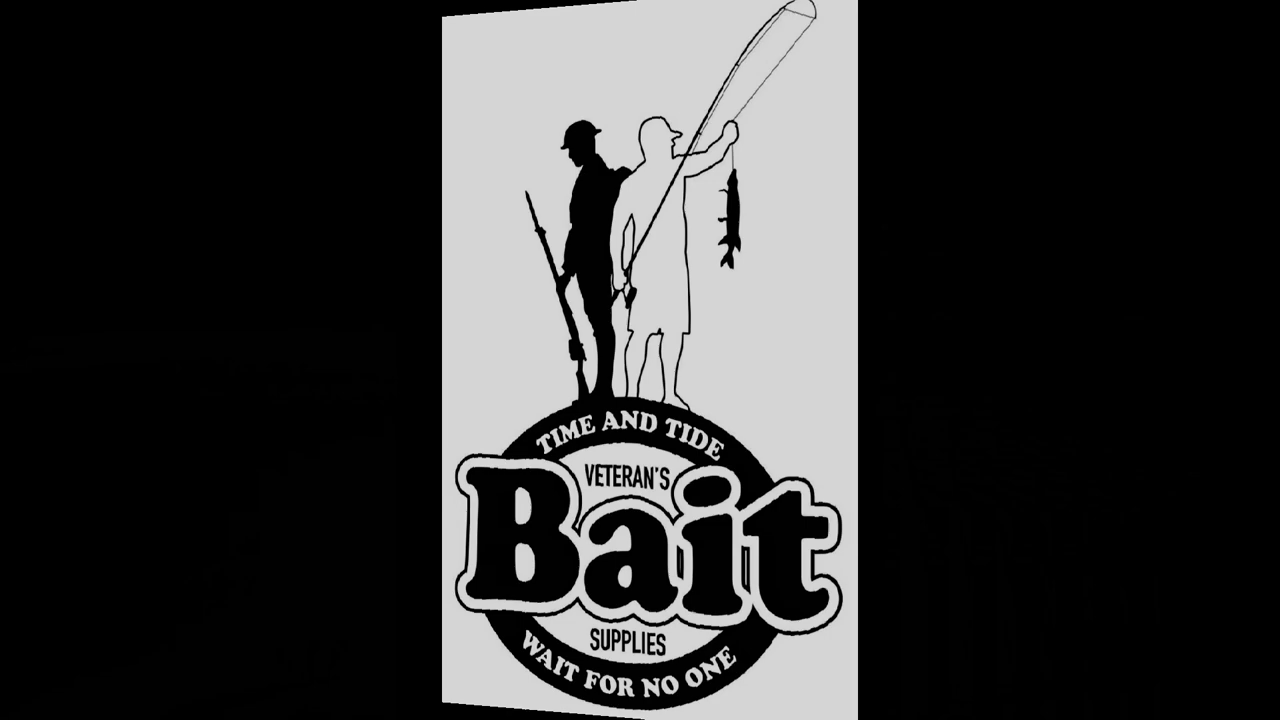 TIME AND TIDE
VETERAN'S
Bait
SUPPLIES
WAIT FOR NO ONE